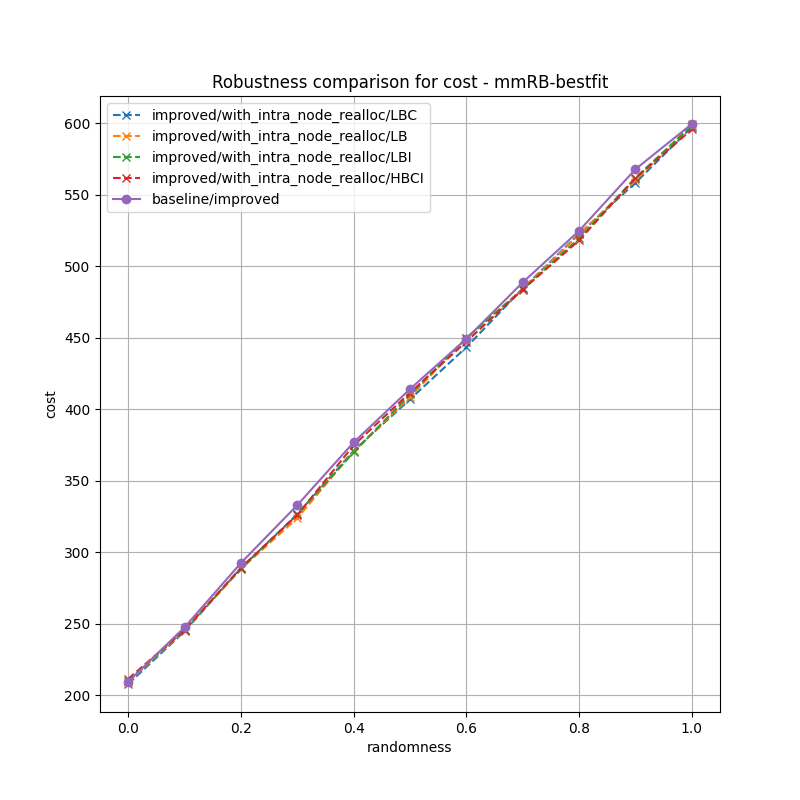 Robustness comparison for cost - mmRB-bestfit
improved/with_intra_node_realloc/LBC
improved/with_intra_node_realloc/LB
improved/with_intra_node_realloc/LBI
improved/with_intra_node_realloc/HBCI
baseline/improved
600
550
500
450
400
350
300
250
200
cost
0.0 0.2 0.4 0.6 0.8 1.0
randomness